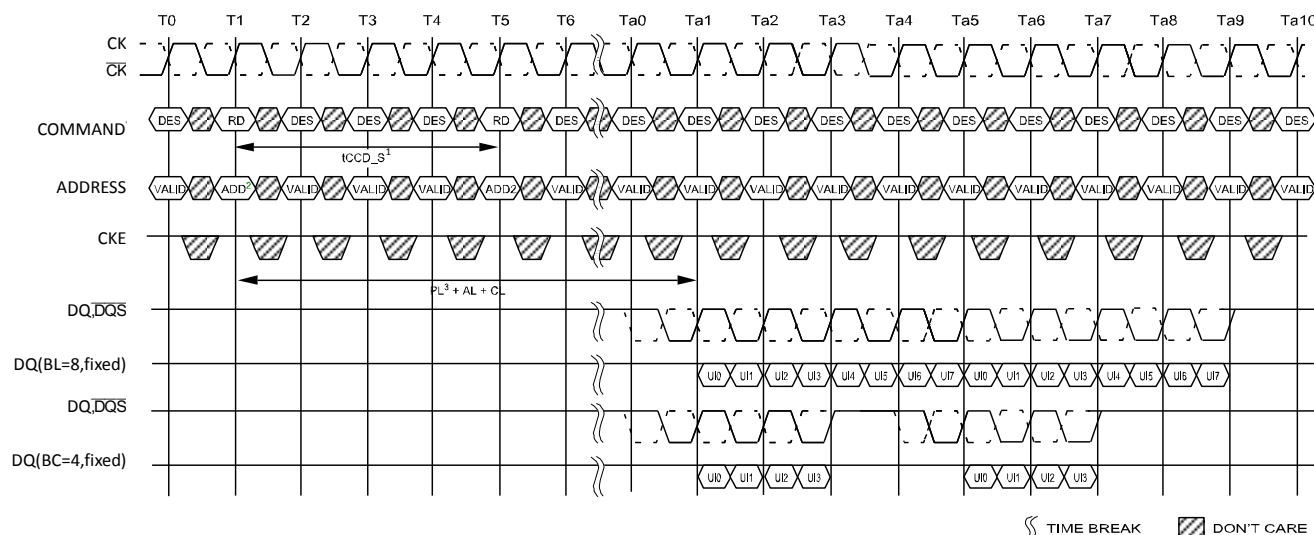 T0 T1 T2 T3 T4 T5 T6 Ta0 Ta1 Ta2 Ta3 Ta4 Ta5 Ta6 Ta7 Ta8 Ta9 Ta10
CK
CK
COMMAND
DES RD DES DES DES RD DES DES DES DES DES DES DES DES DES DES DES DES
tCCD_S¹
ADDRESS
VALID ADD² VALID VALID VALID ADD2 VALID VALID VALID VALID VALID VALID VALID VALID VALID VALID VALID VALID
CKE
PL³ + AL + CL
DQ,DQS
DQ(BL=8,fixed)
UI0 UI1 UI2 UI3 UI4 UI5 UI6 UI7 UI0 UI1 UI2 UI3 UI4 UI5 UI6 UI7
DQ,DQS
DQ(BC=4,fixed)
UI0 UI1 UI2 UI3 UI0 UI1 UI2 UI3
TIME BREAK DON'T CARE